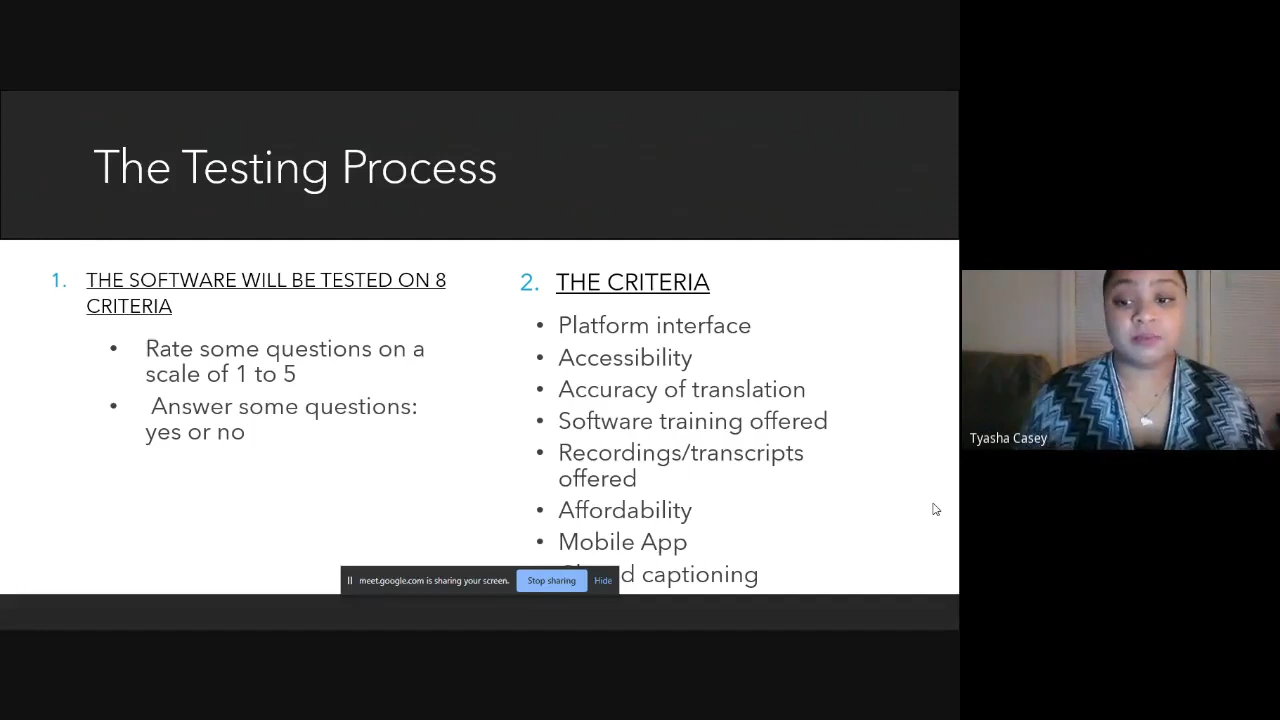 The Testing Process
1. THE SOFTWARE WILL BE TESTED ON 8
CRITERIA
• Rate some questions on a
scale of 1 to 5
• Answer some questions:
yes or no
2. THE CRITERIA
• Platform interface
• Accessibility
• Accuracy of translation
• Software training offered
• Recordings/transcripts
offered
• Affordability
• Mobile App
captioning
meet.google.com is sharing your screen. Stop sharing Hide
Tyasha Casey